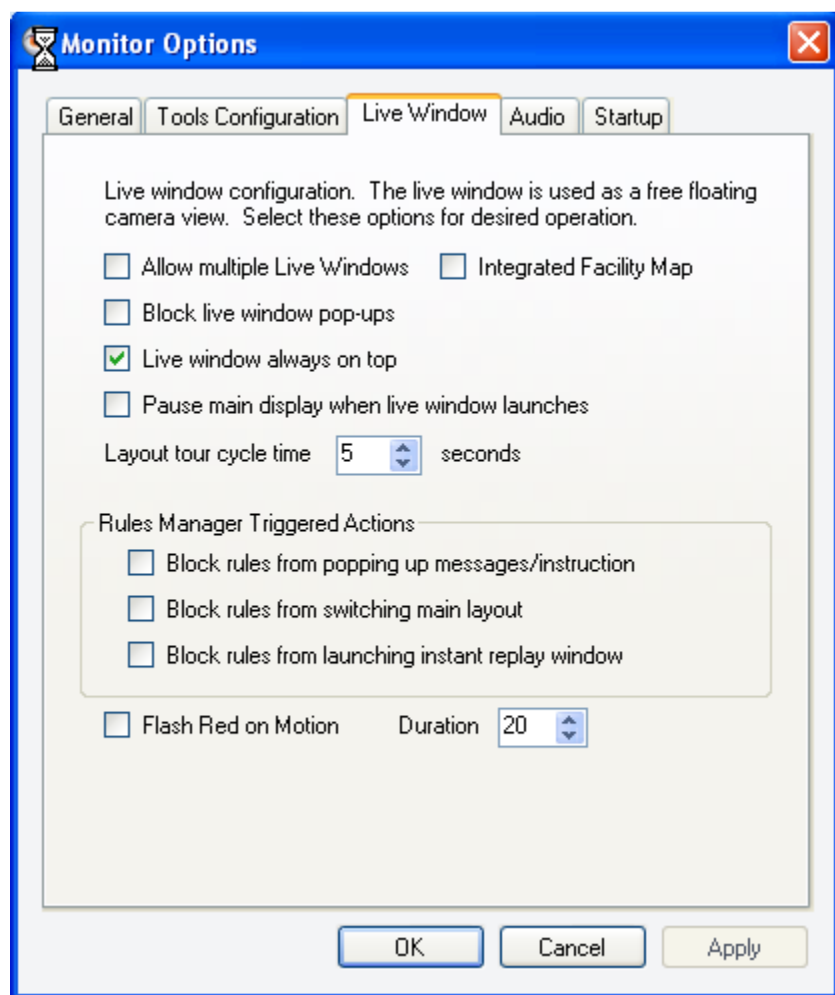 Monitor Options
General Tools Configuration Live Window Audio Startup
Live window configuration. The live window is used as a free floating
camera view. Select these options for desired operation.
Allow multiple Live Windows Integrated Facility Map
Block live window pop-ups
Live window always on top
Pause main display when live window launches
Layout tour cycle time 5 seconds
Rules Manager Triggered Actions
Block rules from popping up messages/instruction
Block rules from switching main layout
Block rules from launching instant replay window
Flash Red on Motion Duration 20
OK Cancel Apply